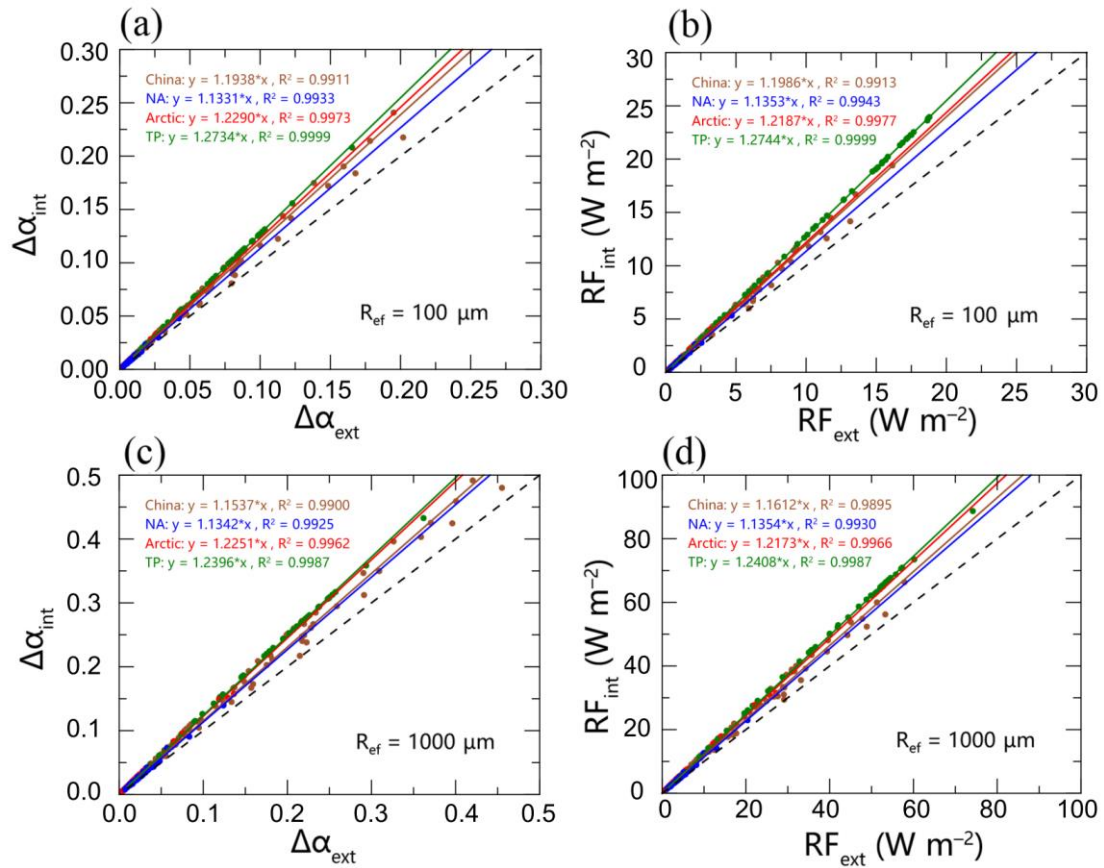 (a)
0.30
0.25
0.20
0.15
0.10
0.05
0.00
Δα_int
China: y = 1.1938*x , R² = 0.9911
NA: y = 1.1331*x , R² = 0.9933
Arctic: y = 1.2290*x , R² = 0.9973
TP: y = 1.2734*x , R² = 0.9999
R_ef = 100 μm
0.00 0.05 0.10 0.15 0.20 0.25 0.30
Δα_ext
(b)
30
25
20
15
10
5
0
RF_int (W m⁻²)
China: y = 1.1986*x , R² = 0.9913
NA: y = 1.1353*x , R² = 0.9943
Arctic: y = 1.2187*x , R² = 0.9977
TP: y = 1.2744*x , R² = 0.9999
R_ef = 100 μm
0 5 10 15 20 25 30
RF_ext (W m⁻²)
(c)
0.5
0.4
0.3
0.2
0.1
0.0
Δα_int
China: y = 1.1537*x , R² = 0.9900
NA: y = 1.1342*x , R² = 0.9925
Arctic: y = 1.2251*x , R² = 0.9962
TP: y = 1.2396*x , R² = 0.9987
R_ef = 1000 μm
0.0 0.1 0.2 0.3 0.4 0.5
Δα_ext
(d)
100
80
60
40
20
0
RF_int (W m⁻²)
China: y = 1.1612*x , R² = 0.9895
NA: y = 1.1354*x , R² = 0.9930
Arctic: y = 1.2173*x , R² = 0.9966
TP: y = 1.2408*x , R² = 0.9987
R_ef = 1000 μm
0 20 40 60 80 100
RF_ext (W m⁻²)